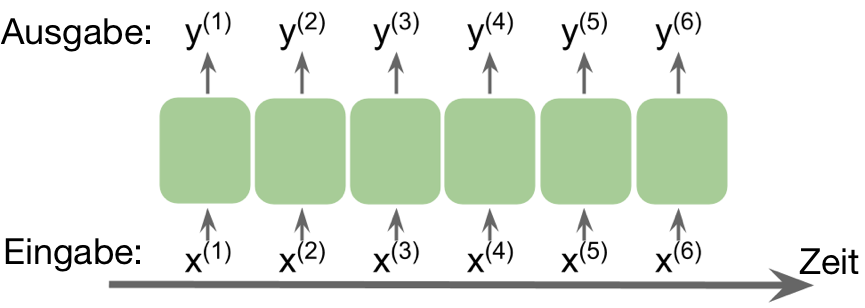 Ausgabe: y(1) y(2) y(3) y(4) y(5) y(6)
Eingabe: x(1) x(2) x(3) x(4) x(5) x(6)
Zeit